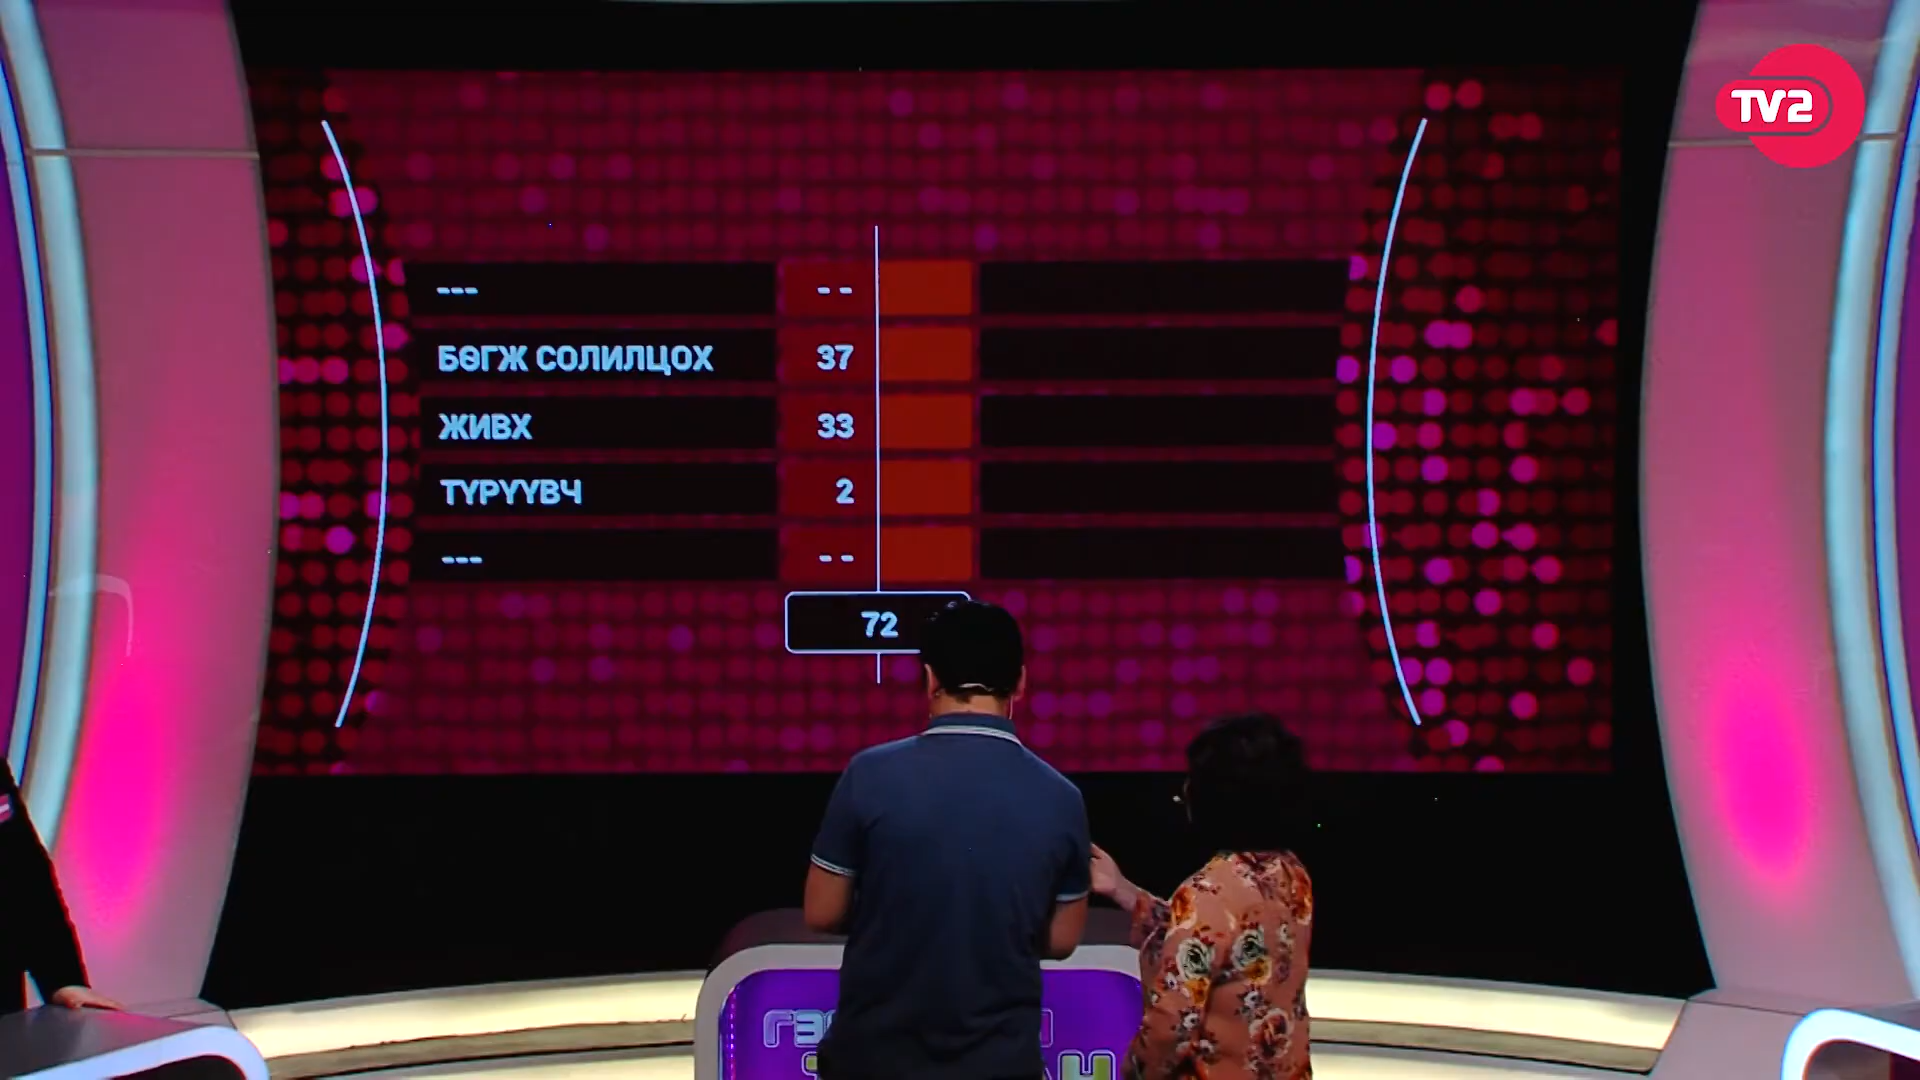 TV2
--- - -
БӨГЖ СОЛИЛЦОХ 37
ЖИВХ 33
ТҮРҮҮВЧ 2
--- - -
72